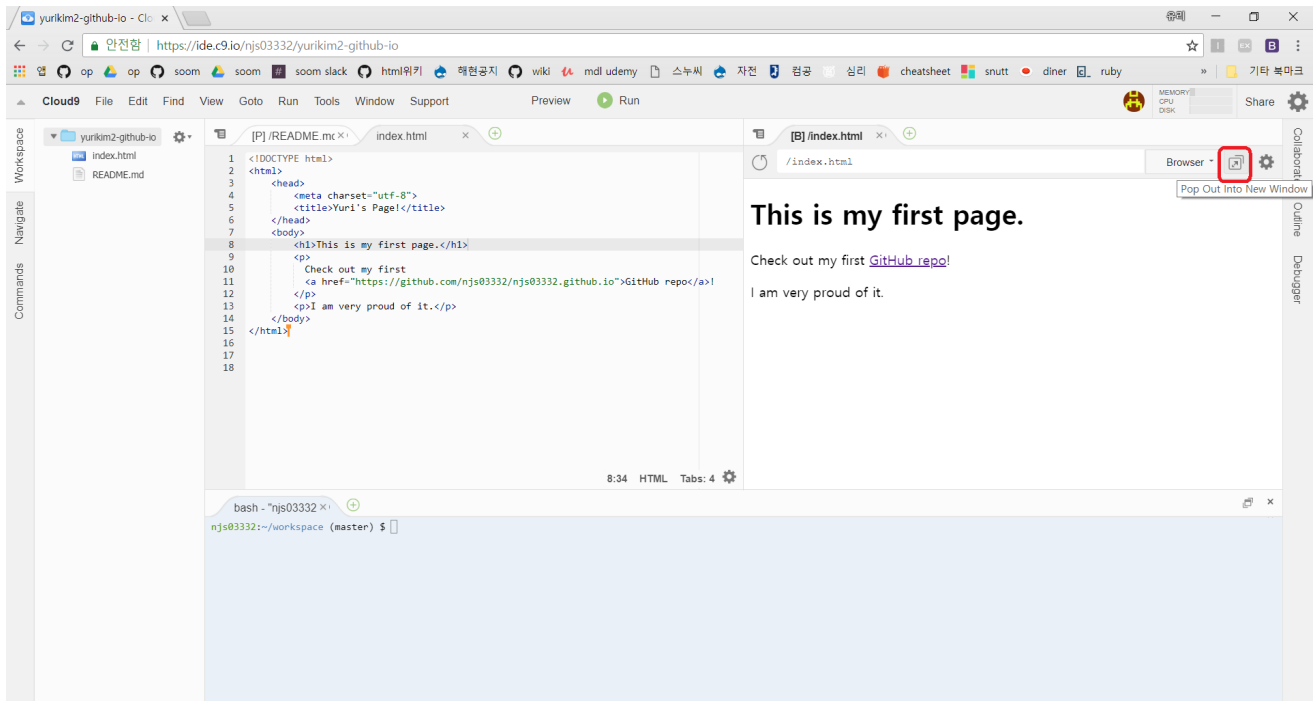 yurikim2-github-io - Clo
유리
안전함 https://ide.c9.io/njs03332/yurikim2-github-io
앱 op op soom soom soom slack html위키 해현공지 wiki mdl udemy 스누씨 자전 컴공 심리 cheatsheet snutt diner ruby » 기타 북마크
Cloud9 File Edit Find View Goto Run Tools Window Support Preview Run MEMORY CPU DISK Share
Workspace
Navigate
Commands
yurikim2-github-io
index.html
README.md
[P] /README.mc index.html
1 <!DOCTYPE html>
2 <html>
3 <head>
4 <meta charset="utf-8">
5 <title>Yuri's Page!</title>
6 </head>
7 <body>
8 <h1>This is my first page.</h1>
9 <p>
10 Check out my first
11 <a href="https://github.com/njs03332/njs03332.github.io">GitHub repo</a>!
12 </p>
13 <p>I am very proud of it.</p>
14 </body>
15 </html>
16
17
18
8:34 HTML Tabs: 4
[B] /index.html
/index.html Browser
Pop Out Into New Window
This is my first page.
Check out my first GitHub repo!
I am very proud of it.
Collaborate
Outline
Debugger
bash - "njs03332
njs03332:~/workspace (master) $